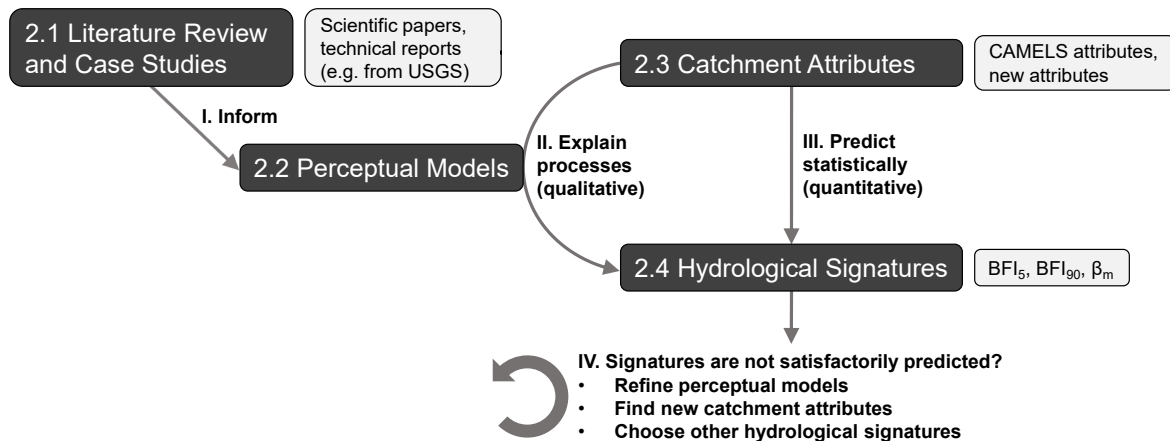 2.1 Literature Review
and Case Studies
Scientific papers,
technical reports
(e.g. from USGS)
2.3 Catchment Attributes
CAMELS attributes,
new attributes
I. Inform
2.2 Perceptual Models
II. Explain
processes
(qualitative)
III. Predict
statistically
(quantitative)
2.4 Hydrological Signatures
BFI₅, BFI₉₀, βₘ
IV. Signatures are not satisfactorily predicted?
• Refine perceptual models
• Find new catchment attributes
• Choose other hydrological signatures